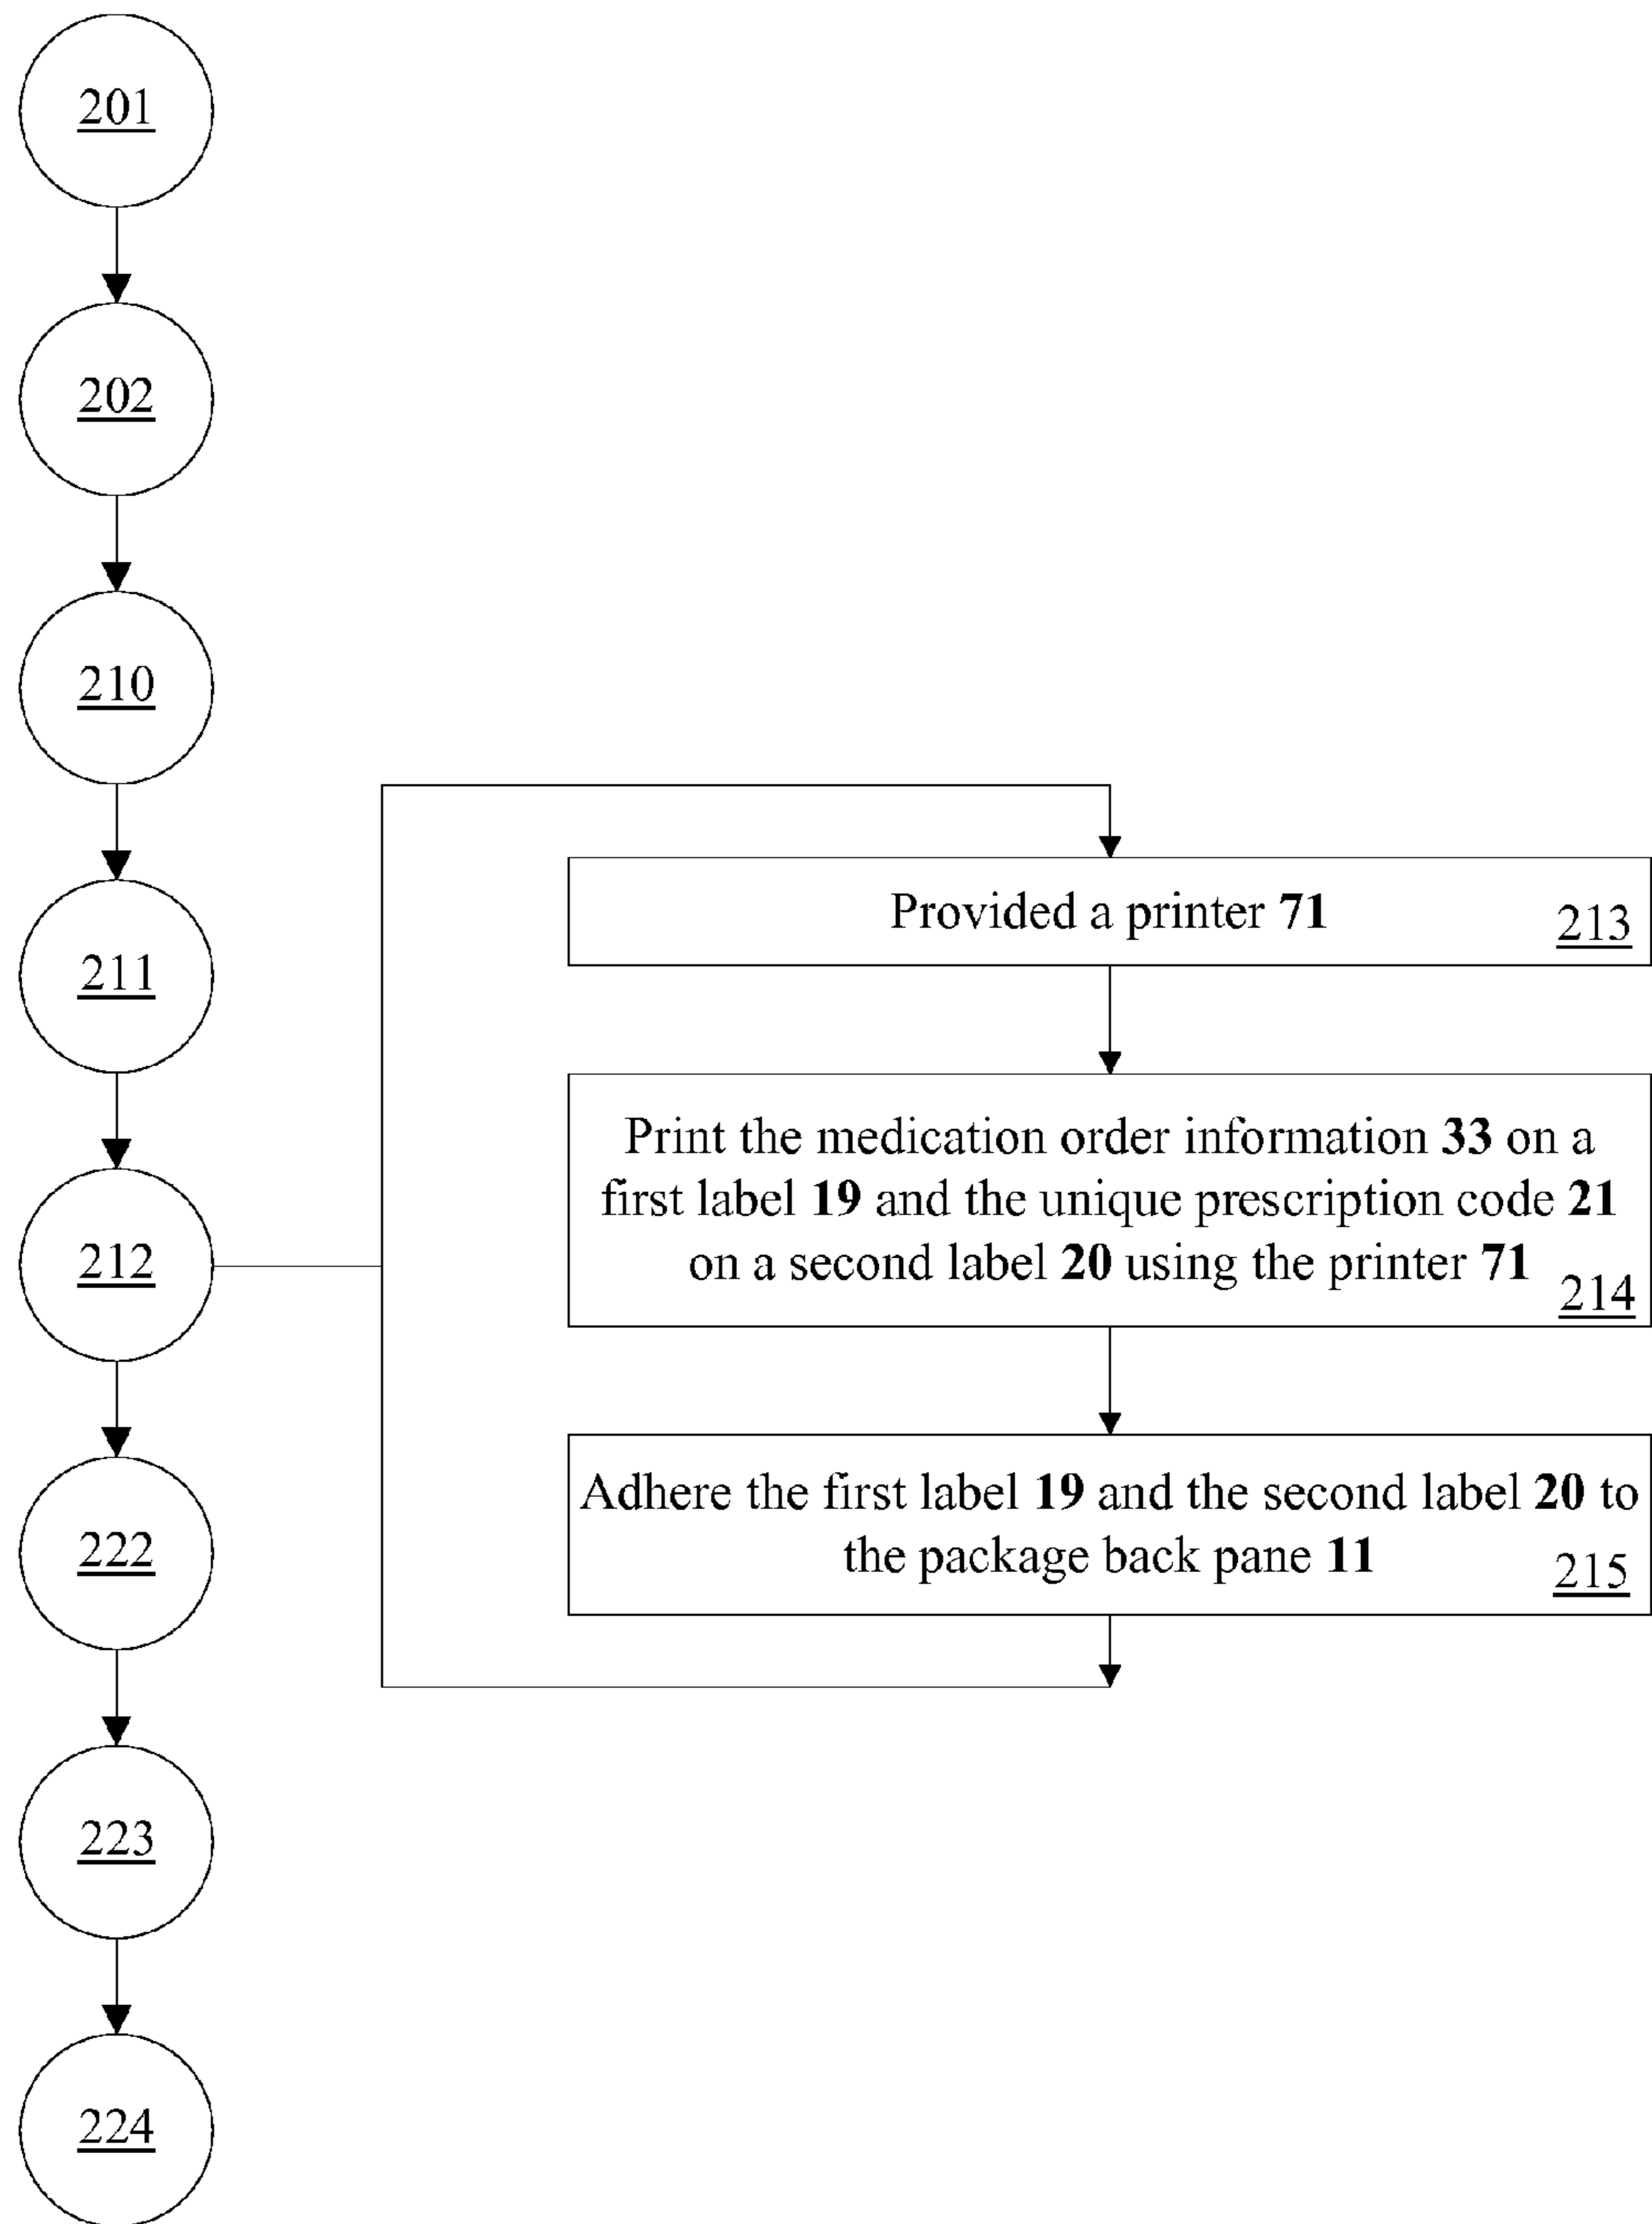 201
202
210
211
212
222
223
224
Provided a printer 71
213
Print the medication order information 33 on a
first label 19 and the unique prescription code 21
on a second label 20 using the printer 71
214
Adhere the first label 19 and the second label 20 to
the package back pane 11
215